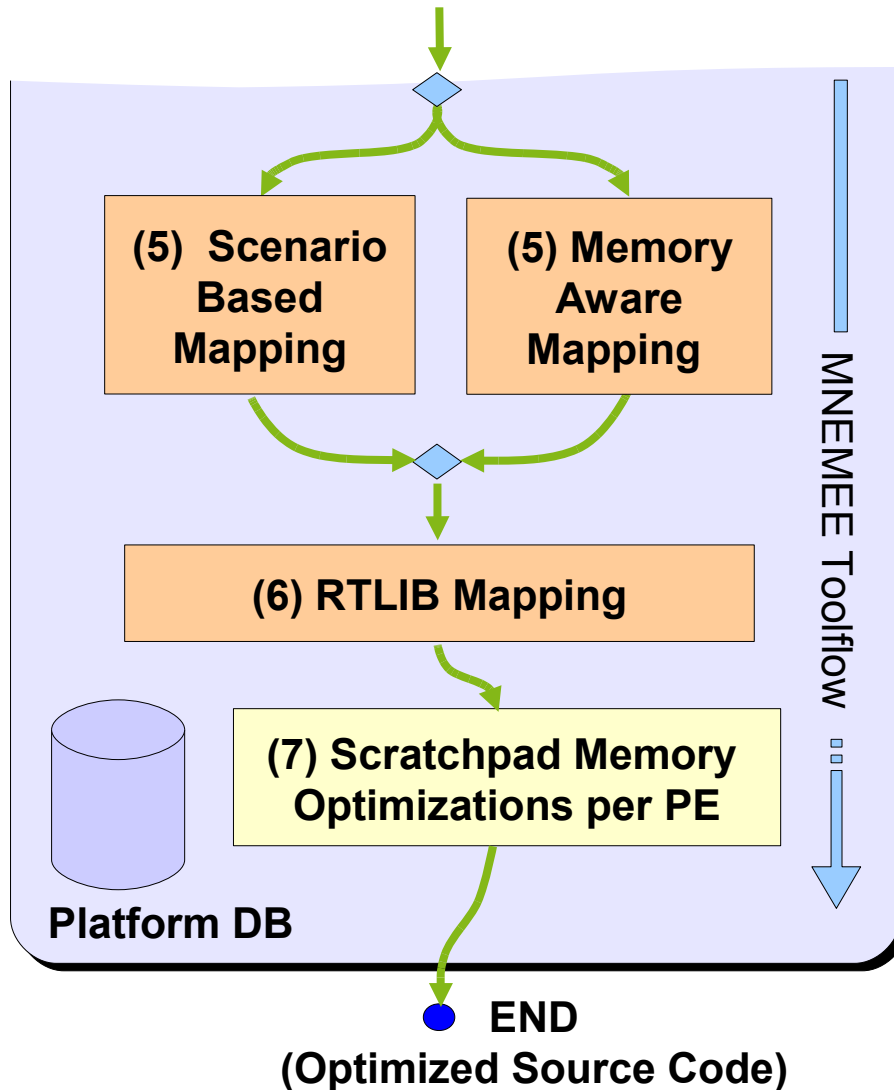 (5) Scenario
Based
Mapping
(5) Memory
Aware
Mapping
MNEMEE Toolflow
(6) RTLIB Mapping
(7) Scratchpad Memory
Optimizations per PE
Platform DB
END
(Optimized Source Code)